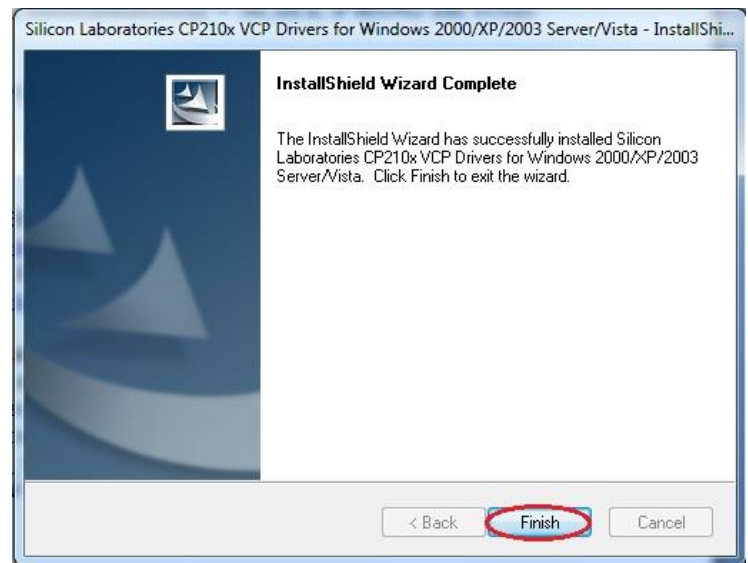 Silicon Laboratories CP210x VCP Drivers for Windows 2000/XP/2003 Server/Vista - InstallShi...
InstallShield Wizard Complete
The InstallShield Wizard has successfully installed Silicon
Laboratories CP210x VCP Drivers for Windows 2000/XP/2003
Server/Vista. Click Finish to exit the wizard.
< Back Finish Cancel